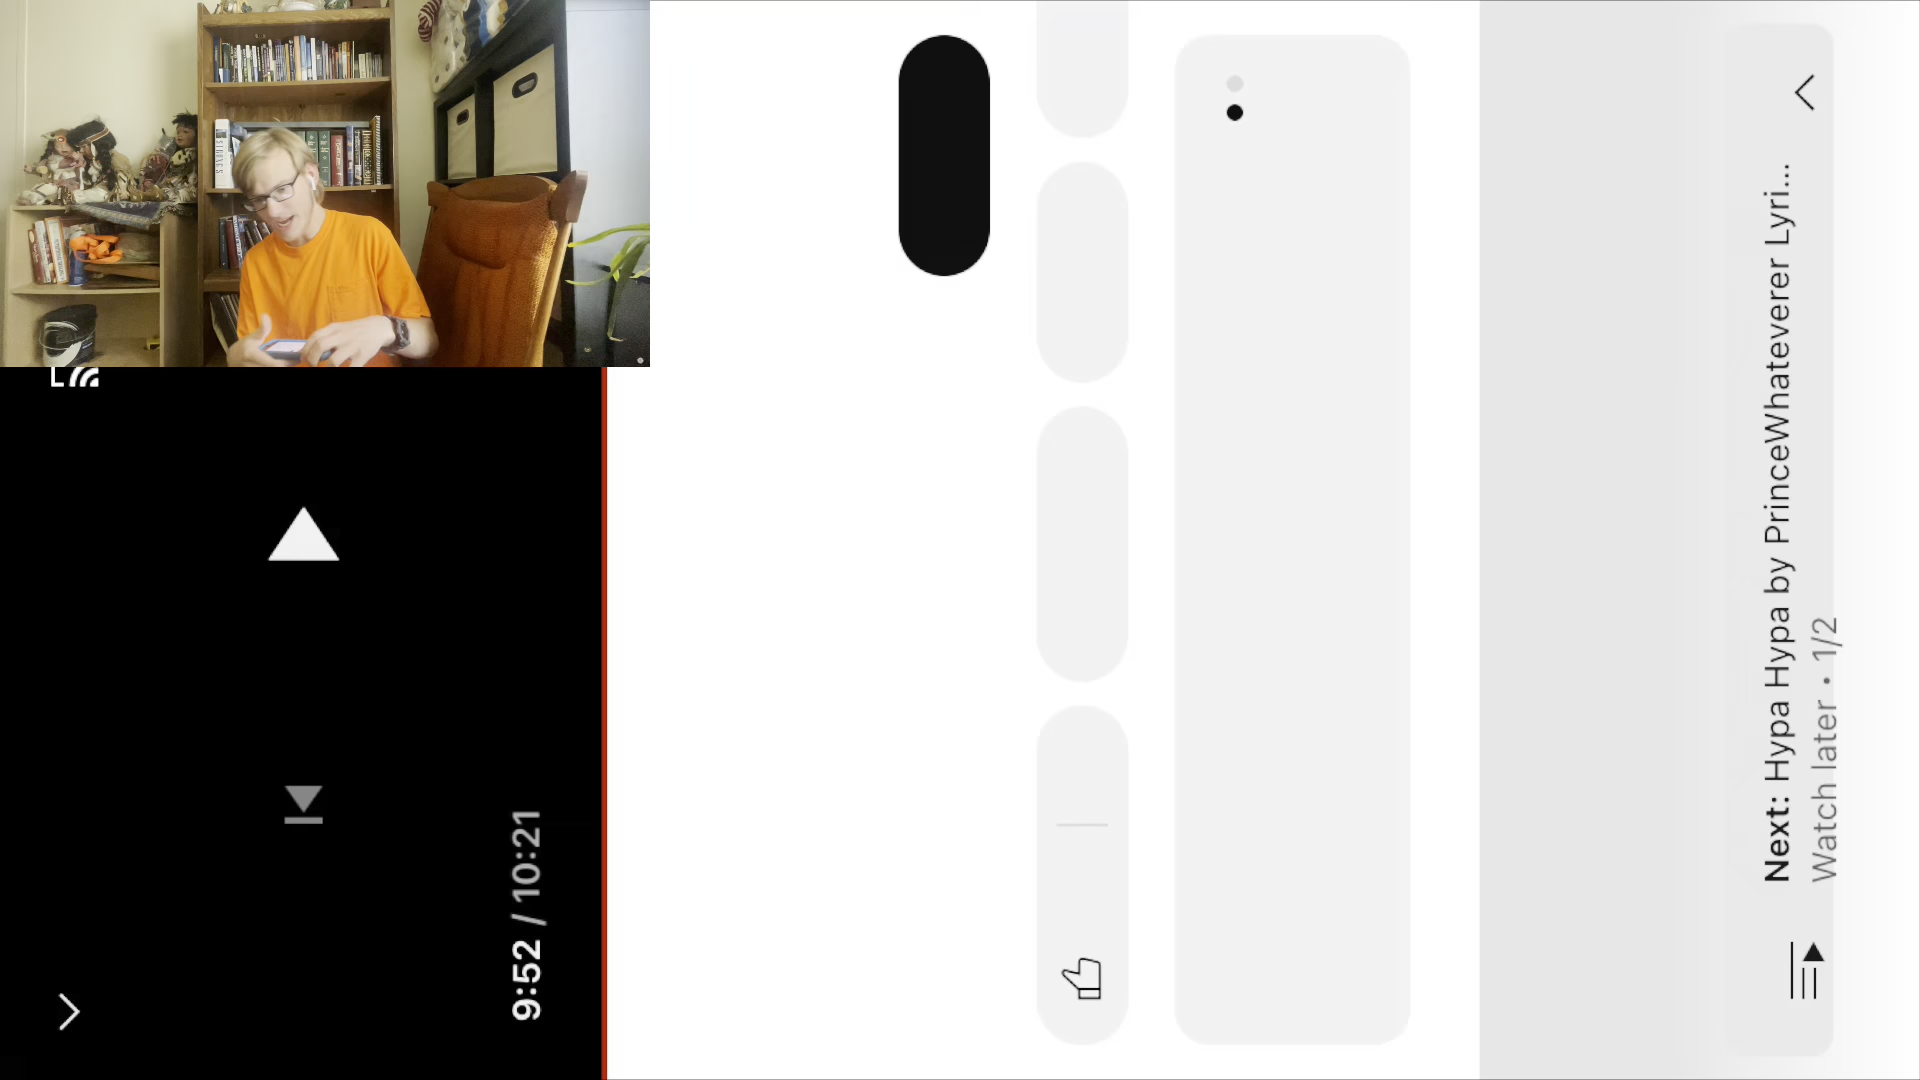 9:52 / 10:21
Next: Hypa Hypa by PrinceWhateverer Lyri...
Watch later • 1/2